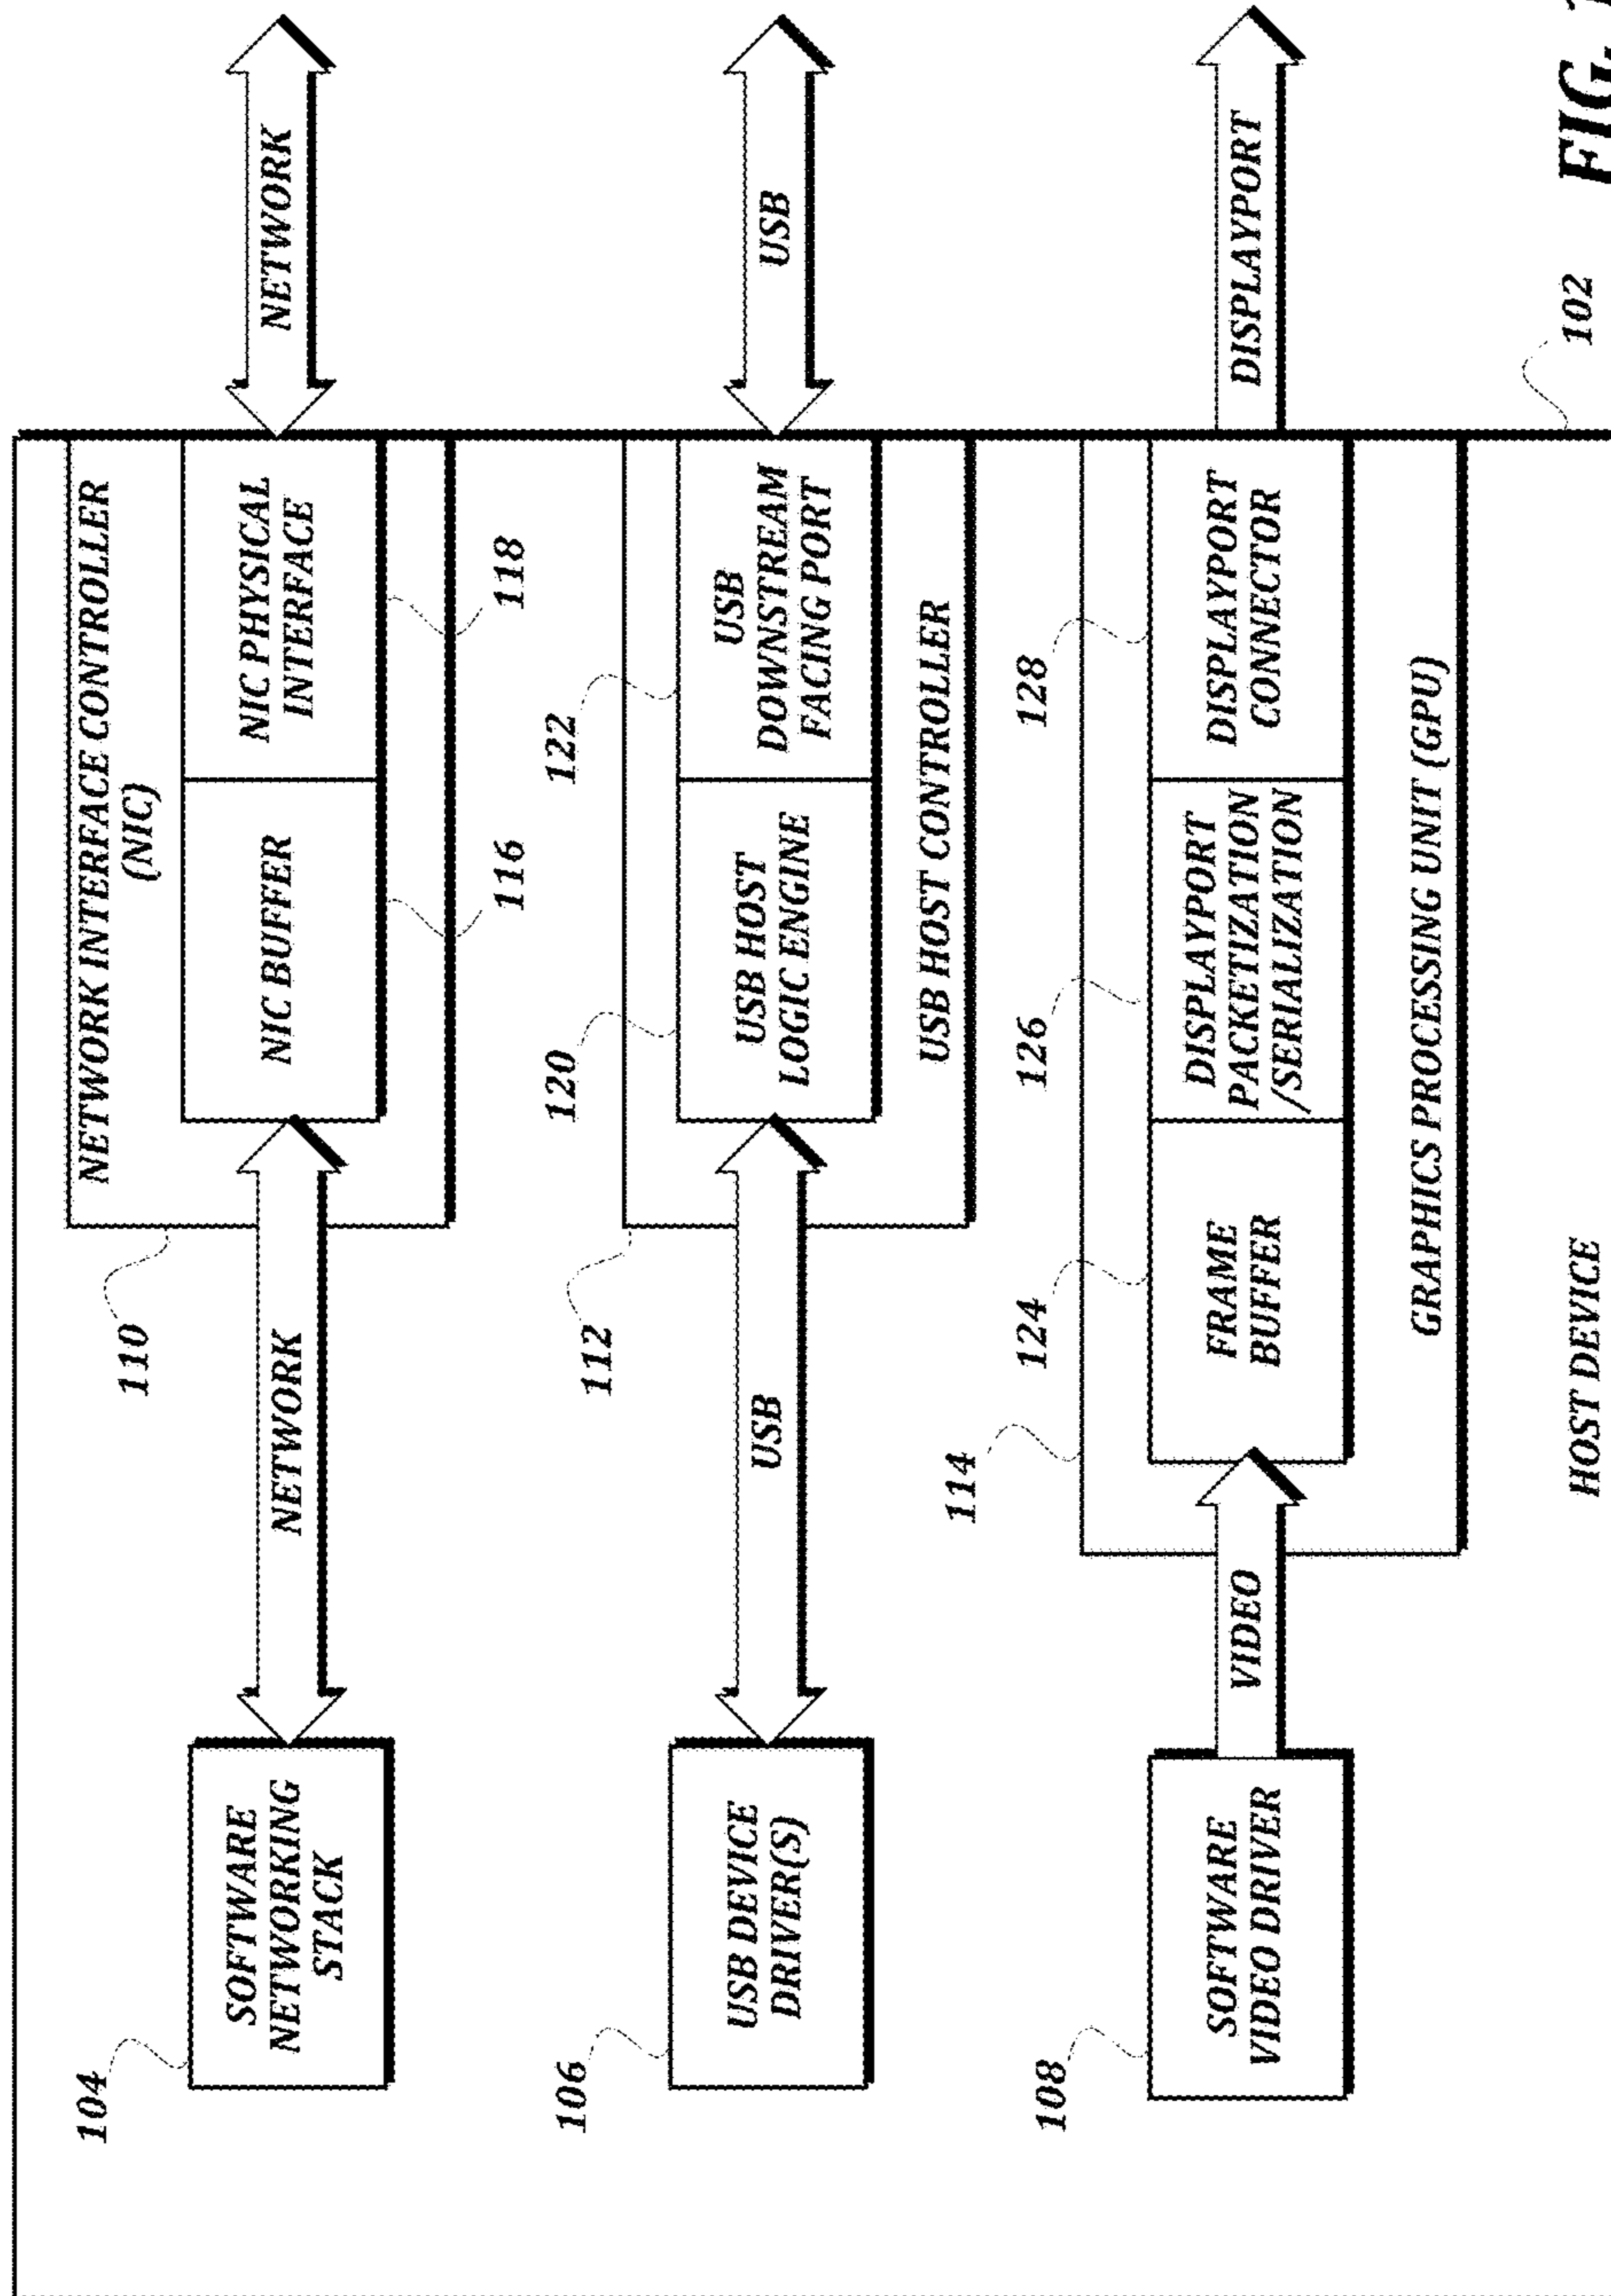 104
SOFTWARE
NETWORKING
STACK
NETWORK
110
NETWORK INTERFACE CONTROLLER
(NIC)
NIC BUFFER
NIC PHYSICAL
INTERFACE
116
118
NETWORK
106
USB DEVICE
DRIVER(S)
USB
112
120
122
USB HOST
LOGIC ENGINE
USB
DOWNSTREAM
FACING PORT
USB HOST CONTROLLER
USB
108
SOFTWARE
VIDEO DRIVER
VIDEO
114
124
126
128
FRAME
BUFFER
DISPLAYPORT
PACKETIZATION
/SERIALIZATION
DISPLAYPORT
CONNECTOR
GRAPHICS PROCESSING UNIT (GPU)
DISPLAYPORT
HOST DEVICE
102
FIG.